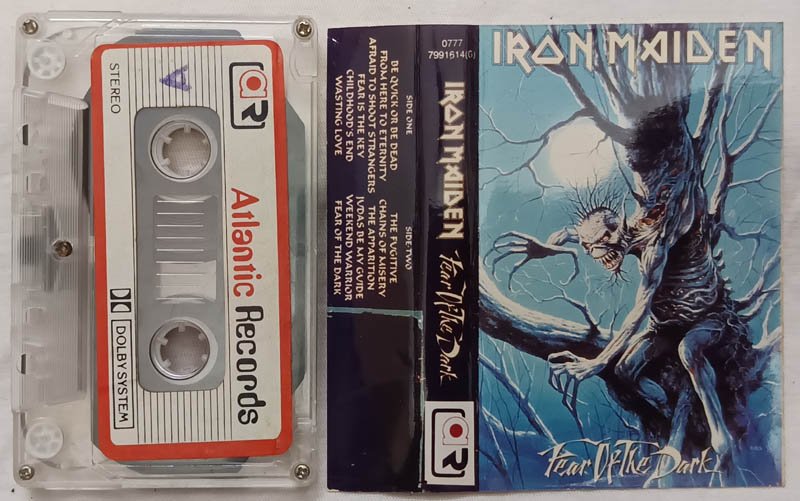 STEREO
A
ar
Atlantic Records
DOLBY SYSTEM
SIDE ONE
BE QUICK OR BE DEAD
FROM HERE TO ETERNITY
AFRAID TO SHOOT STRANGERS
FEAR IS THE KEY
CHILDHOOD'S END
WASTING LOVE
SIDE-TWO
THE FUGITIVE
CHAINS OF MISERY
THE APPARITION
JUDAS BE MY GUIDE
WEEKEND WARRIOR
FEAR OF THE DARK
0777
7991614(G)
IRON MAIDEN
Fear Of The Dark
ar
IRON MAIDEN
Fear Of The Dark